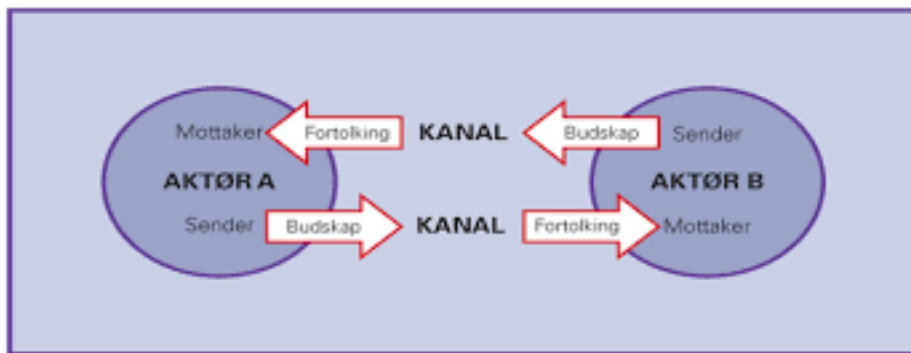 Mottaker Fortolking KANAL Budskap Sender
AKTØR A AKTØR B
Sender Budskap KANAL Fortolking Mottaker